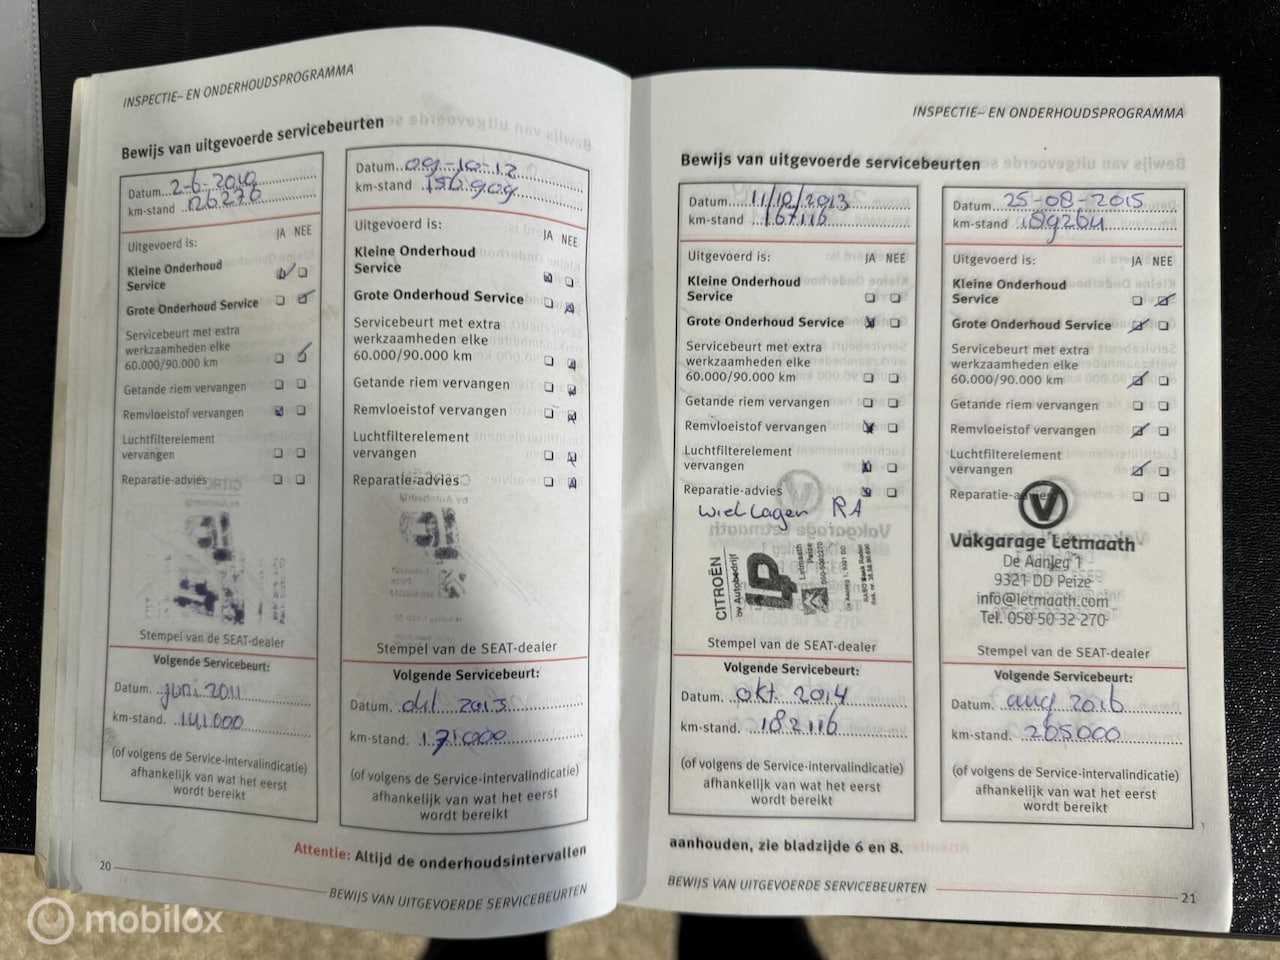 INSPECTIE- EN ONDERHOUDSPROGRAMMA
Bewijs van uitgevoerde servicebeurten
Datum 2-6-2010
km-stand 126276
Uitgevoerd is: JA NEE
Kleine Onderhoud
Service
Grote Onderhoud Service
Servicebeurt met extra
werkzaamheden elke
60.000/90.000 km
Getande riem vervangen
Remvloeistof vervangen
Luchtfilterelement
vervangen
Reparatie-advies
Stempel van de SEAT-dealer
Volgende Servicebeurt:
Datum. juni 2011
km-stand. 141.000
(of volgens de Service-intervalindicatie)
afhankelijk van wat het eerst
wordt bereikt
Datum 09-10-12
km-stand 156.909
Uitgevoerd is: JA NEE
Kleine Onderhoud
Service
Grote Onderhoud Service
Servicebeurt met extra
werkzaamheden elke
60.000/90.000 km
Getande riem vervangen
Remvloeistof vervangen
Luchtfilterelement
vervangen
Reparatie-advies
Stempel van de SEAT-dealer
Volgende Servicebeurt:
Datum. 2013
km-stand. 171.000
(of volgens de Service-intervalindicatie)
afhankelijk van wat het eerst
wordt bereikt
Attentie: Altijd de onderhoudsintervallen
20
BEWIJS VAN UITGEVOERDE SERVICEBEURTEN
INSPECTIE- EN ONDERHOUDSPROGRAMMA
Bewijs van uitgevoerde servicebeurten
Datum 11/10/2013
km-stand 167116
Uitgevoerd is: JA NEE
Kleine Onderhoud
Service
Grote Onderhoud Service
Servicebeurt met extra
werkzaamheden elke
60.000/90.000 km
Getande riem vervangen
Remvloeistof vervangen
Luchtfilterelement
vervangen
Reparatie-advies
Wiel lager RA
CITROËN
bv Autobedrijf
Letmaath
Peize
Stempel van de SEAT-dealer
Volgende Servicebeurt:
Datum. okt. 2014
km-stand. 182116
(of volgens de Service-intervalindicatie)
afhankelijk van wat het eerst
wordt bereikt
Datum 25-08-2015
km-stand 189264
Uitgevoerd is: JA NEE
Kleine Onderhoud
Service
Grote Onderhoud Service
Servicebeurt met extra
werkzaamheden elke
60.000/90.000 km
Getande riem vervangen
Remvloeistof vervangen
Luchtfilterelement
vervangen
Reparatie-advies
V
Vakgarage Letmaath
De Aanleg 1
9321 DD Peize
info@letmaath.com
Tel. 050-50 32 270
Stempel van de SEAT-dealer
Volgende Servicebeurt:
Datum. aug 2016
km-stand. 205000
(of volgens de Service-intervalindicatie)
afhankelijk van wat het eerst
wordt bereikt
aanhouden, zie bladzijde 6 en 8.
BEWIJS VAN UITGEVOERDE SERVICEBEURTEN
21
mobilox